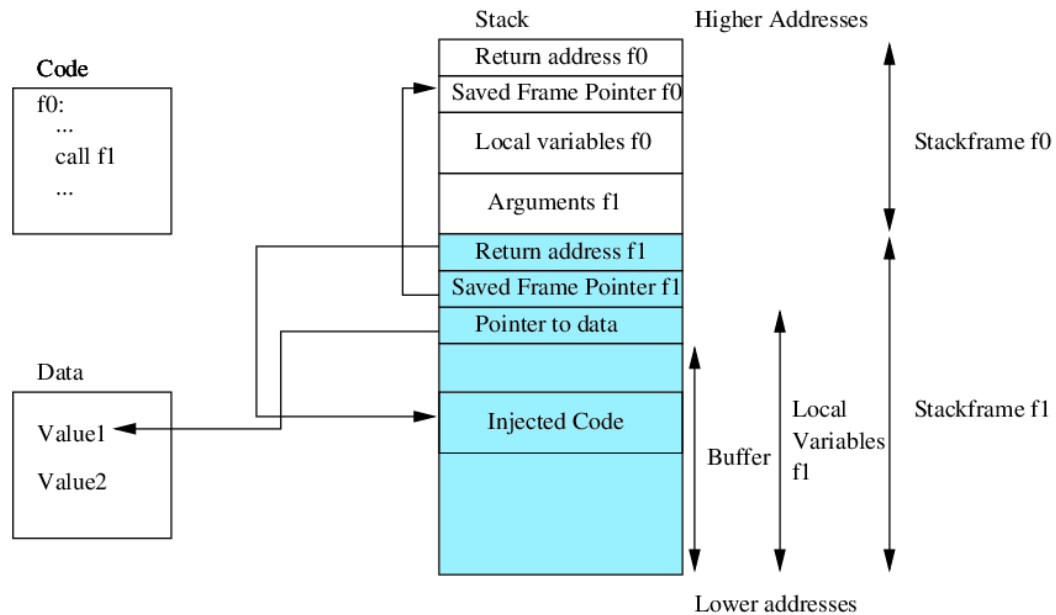 Stack
Higher Addresses
Code
f0:
...
call f1
...
Return address f0
Saved Frame Pointer f0
Local variables f0
Arguments f1
Stackframe f0
Return address f1
Saved Frame Pointer f1
Pointer to data
Data
Value1
Value2
Injected Code
Buffer
Local
Variables
f1
Stackframe f1
Lower addresses